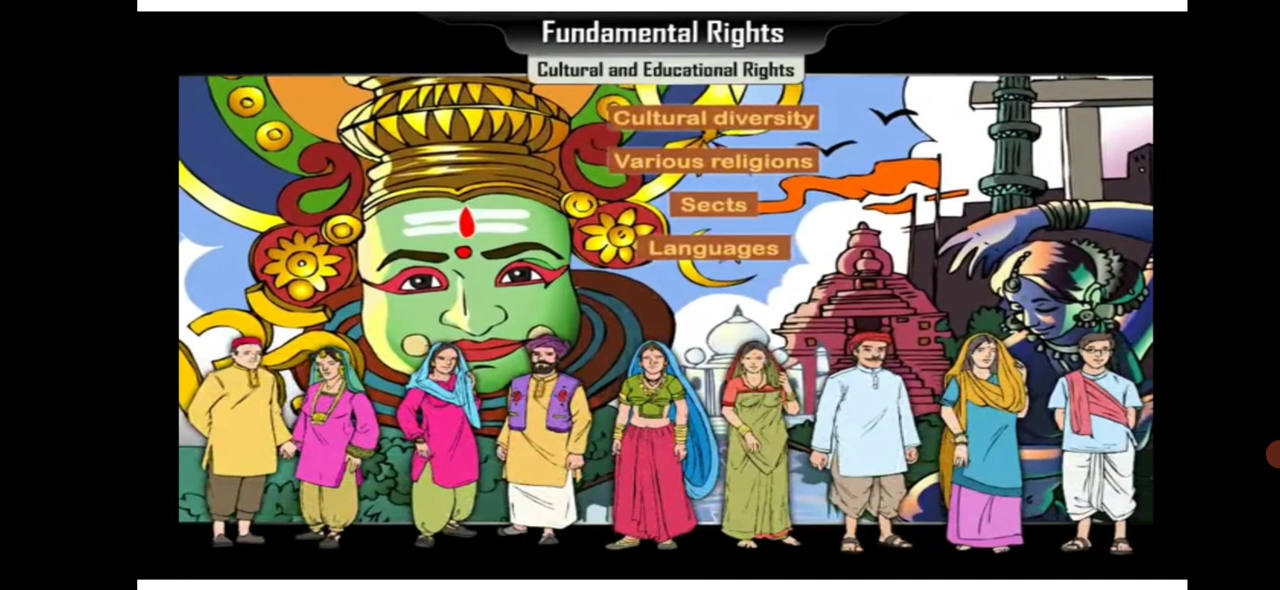 Fundamental Rights
Cultural and Educational Rights
Cultural diversity
Various religions
Sects
Languages